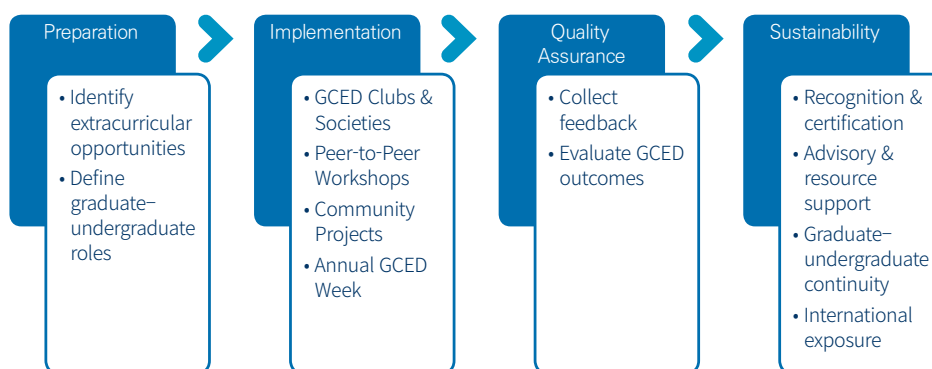 Preparation
• Identify
extracurricular
opportunities
• Define
graduate–
undergraduate
roles
Implementation
• GCED Clubs &
Societies
• Peer-to-Peer
Workshops
• Community
Projects
• Annual GCED
Week
Quality
Assurance
• Collect
feedback
• Evaluate GCED
outcomes
Sustainability
• Recognition &
certification
• Advisory &
resource
support
• Graduate–
undergraduate
continuity
• International
exposure